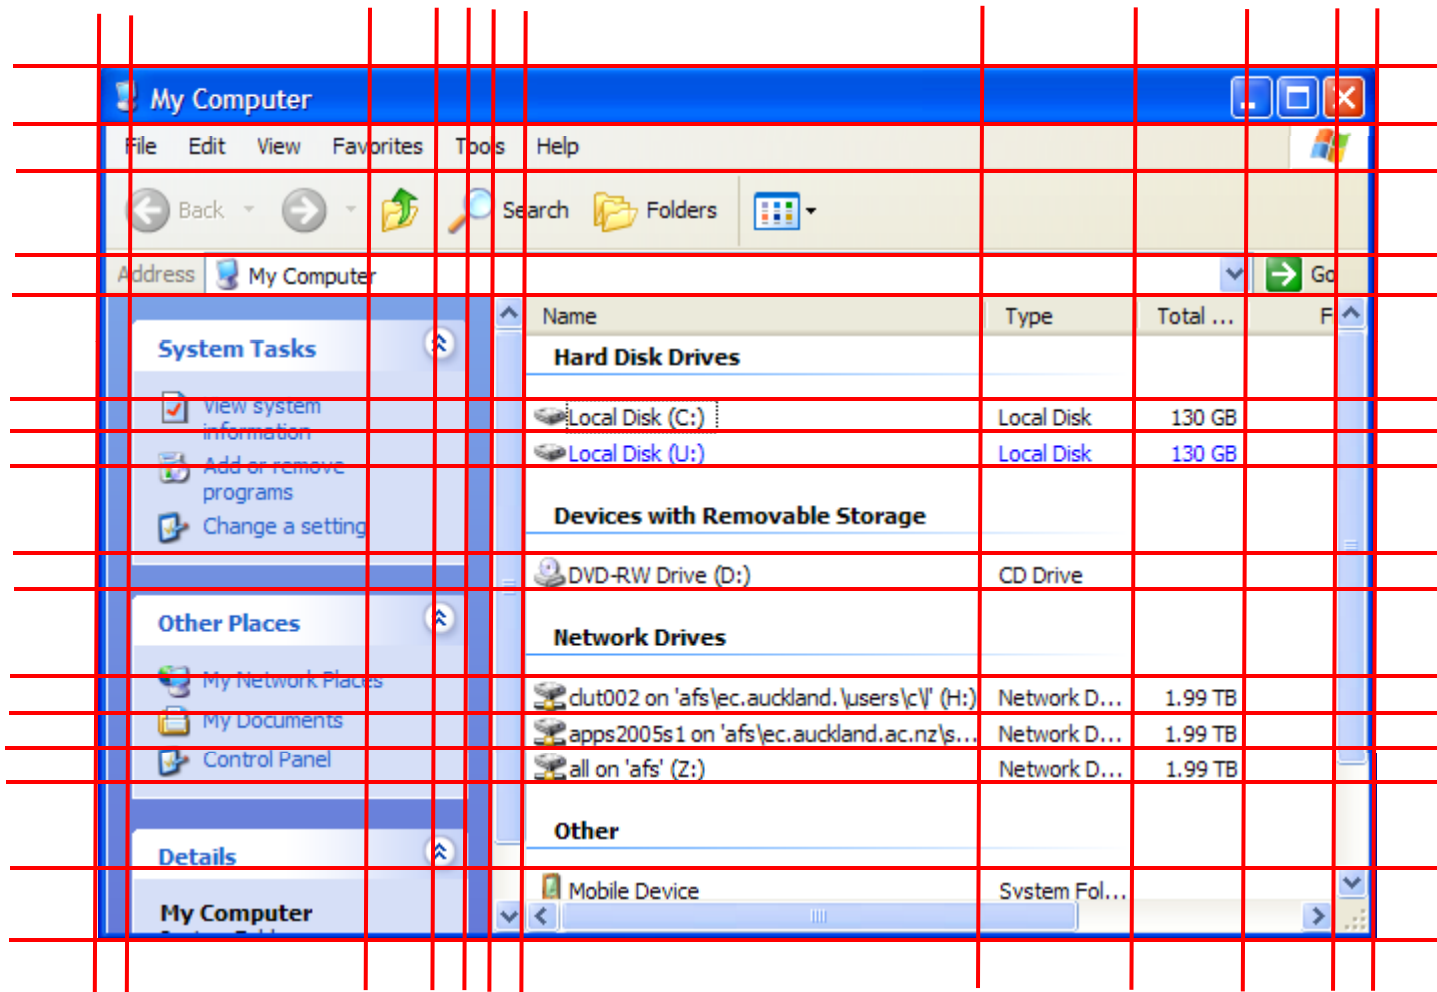 My Computer
File Edit View Favorites Tools Help
Back Search Folders
Address My Computer Go
Name Type Total ... F
System Tasks
Hard Disk Drives
View system
information
Local Disk (C:) Local Disk 130 GB
Add or remove
programs
Local Disk (U:) Local Disk 130 GB
Change a setting
Devices with Removable Storage
DVD-RW Drive (D:) CD Drive
Other Places
Network Drives
My Network Places
clut002 on 'afs\ec.auckland.\users\c\l' (H:) Network D... 1.99 TB
My Documents
apps2005s1 on 'afs\ec.auckland.ac.nz\s... Network D... 1.99 TB
Control Panel
all on 'afs' (Z:) Network D... 1.99 TB
Other
Details
Mobile Device System Fol...
My Computer